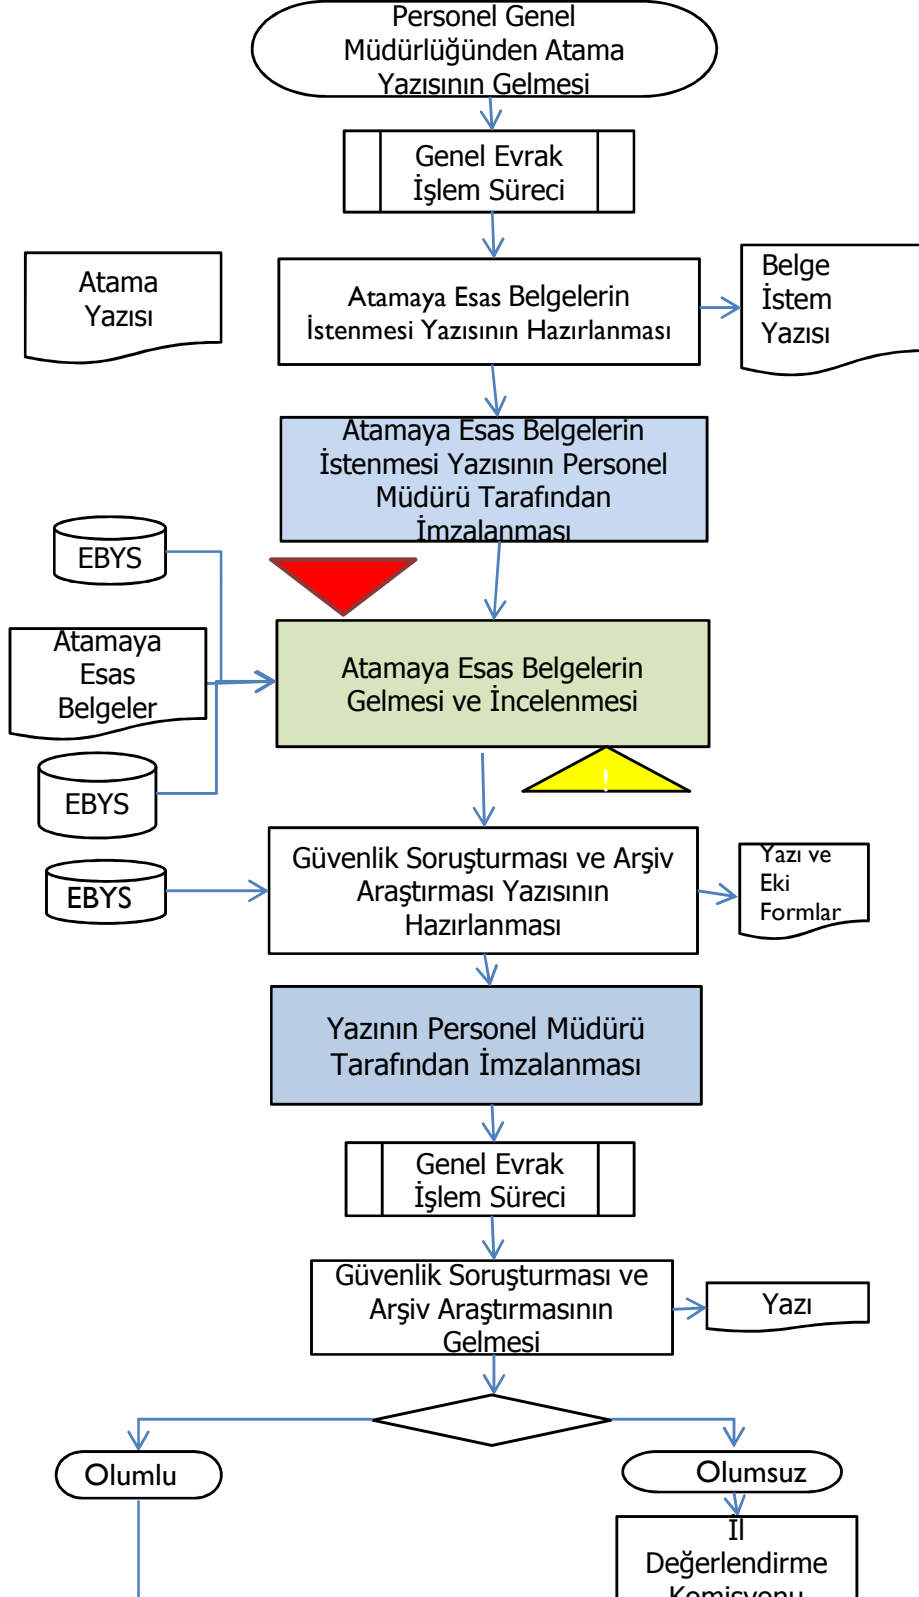 Personel Genel
Müdürlüğünden Atama
Yazısının Gelmesi
Genel Evrak
İşlem Süreci
Atama
Yazısı
Atamaya Esas Belgelerin
İstenmesi Yazısının Hazırlanması
Belge
İstem
Yazısı
Atamaya Esas Belgelerin
İstenmesi Yazısının Personel
Müdürü Tarafından
İmzalanması
EBYS
Atamaya
Esas
Belgeler
Atamaya Esas Belgelerin
Gelmesi ve İncelenmesi
!
EBYS
EBYS
Güvenlik Soruşturması ve Arşiv
Araştırması Yazısının
Hazırlanması
Yazı ve
Eki
Formlar
Yazının Personel Müdürü
Tarafından İmzalanması
Genel Evrak
İşlem Süreci
Güvenlik Soruşturması ve
Arşiv Araştırmasının
Gelmesi
Yazı
Olumlu
Olumsuz
İl
Değerlendirme
Komisyonu